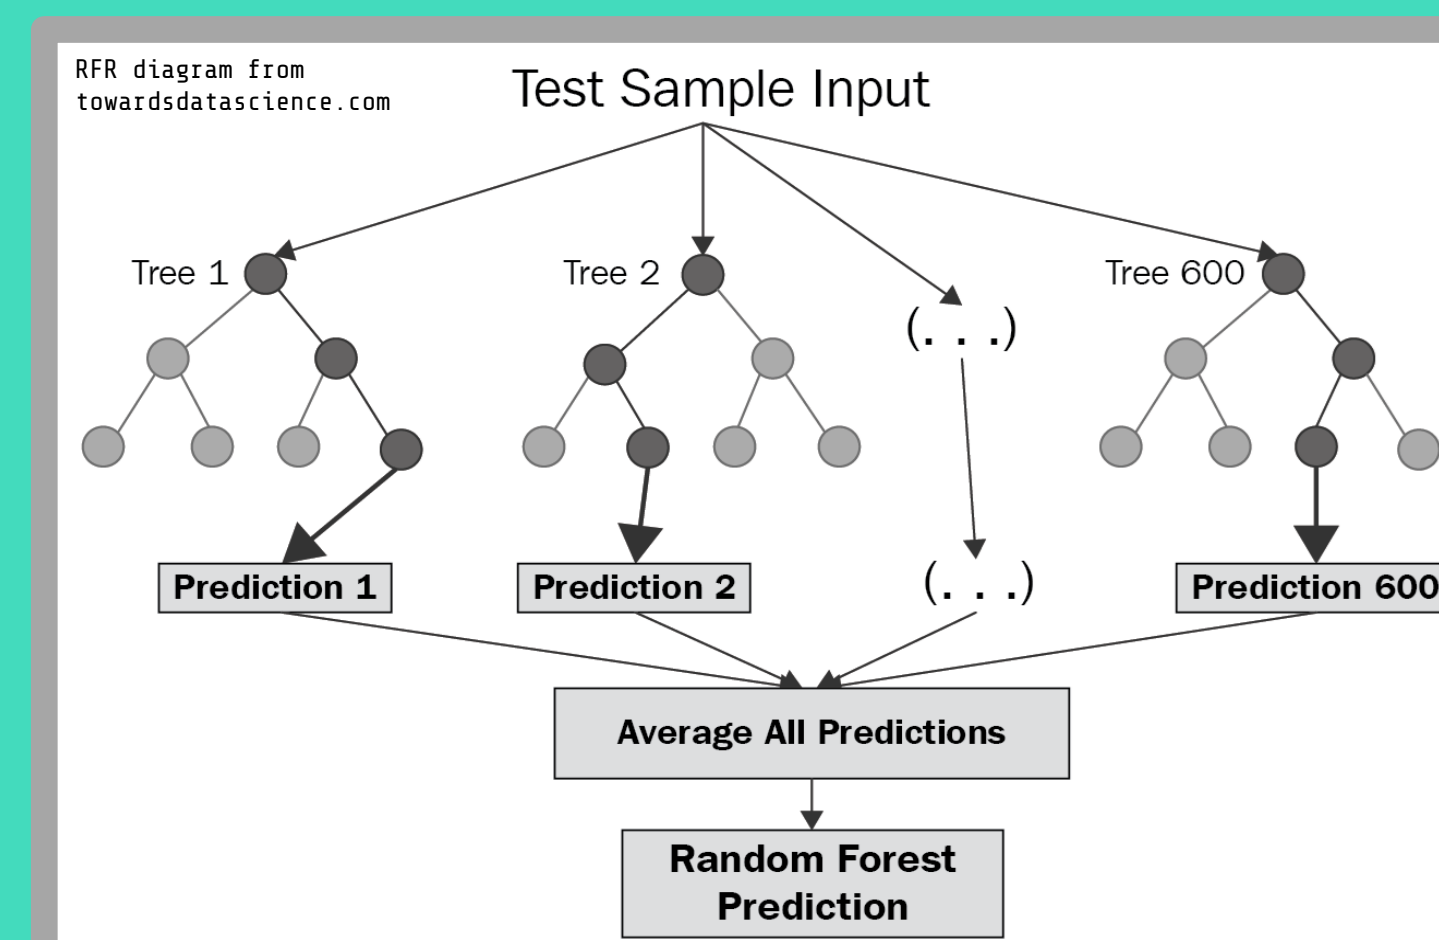 RFR diagram from
towardsdatascience.com
Test Sample Input
Tree 1
Tree 2
(. . .)
Tree 600
Prediction 1
Prediction 2
(. . .)
Prediction 600
Average All Predictions
Random Forest
Prediction